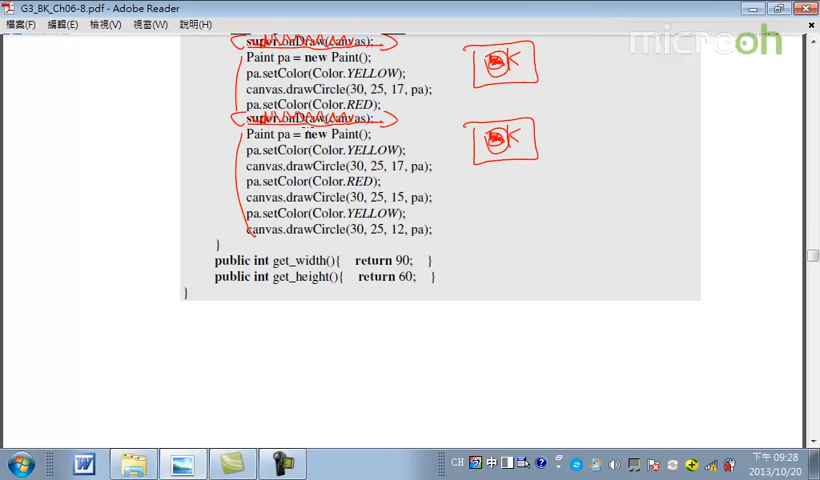 G3_BK_Ch06-8.pdf - Adobe Reader
檔案(F) 編輯(E) 檢視(V) 視窗(W) 說明(H)
microoh
super.onDraw(canvas);
Paint pa = new Paint();
pa.setColor(Color.YELLOW);
canvas.drawCircle(30, 25, 17, pa);
pa.setColor(Color.RED);
super.onDraw(canvas);
Paint pa = new Paint();
pa.setColor(Color.YELLOW);
canvas.drawCircle(30, 25, 17, pa);
pa.setColor(Color.RED);
canvas.drawCircle(30, 25, 15, pa);
pa.setColor(Color.YELLOW);
canvas.drawCircle(30, 25, 12, pa);
}
public int get_width(){ return 90; }
public int get_height(){ return 60; }
}
CH 中
下午 09:28
2013/10/20